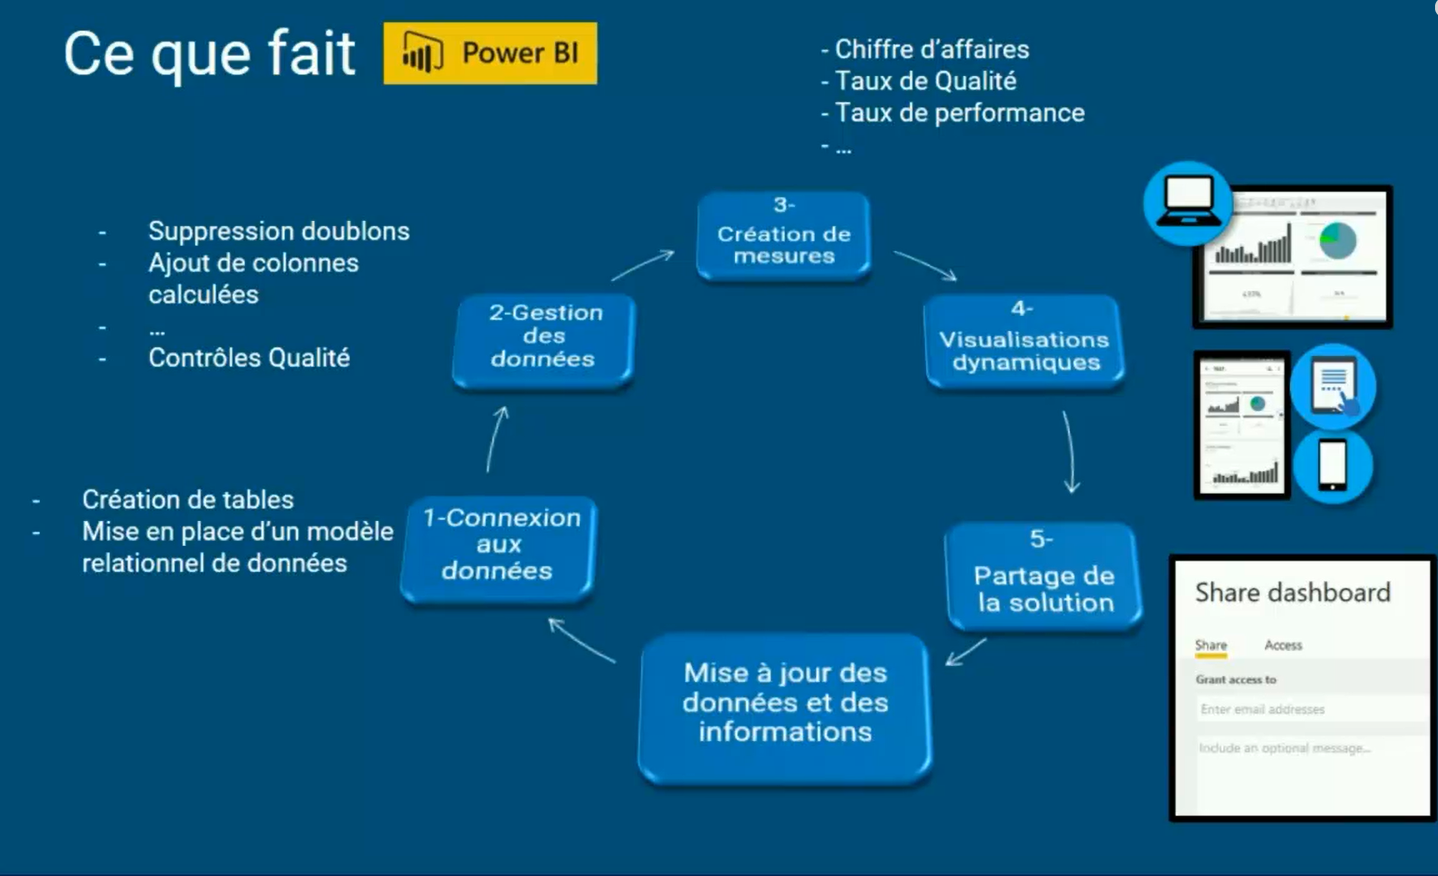 Ce que fait
Power BI
- Chiffre d'affaires
- Taux de Qualité
- Taux de performance
- ...
- Suppression doublons
- Ajout de colonnes
calculées
- ...
- Contrôles Qualité
3-
Création de
mesures
2-Gestion
des
données
4-
Visualisations
dynamiques
- Création de tables
- Mise en place d'un modèle
relationnel de données
1-Connexion
aux
données
5-
Partage de
la solution
Mise à jour des
données et des
informations
Share dashboard
Share Access
Grant access to
Enter email addresses
Include an optional message...